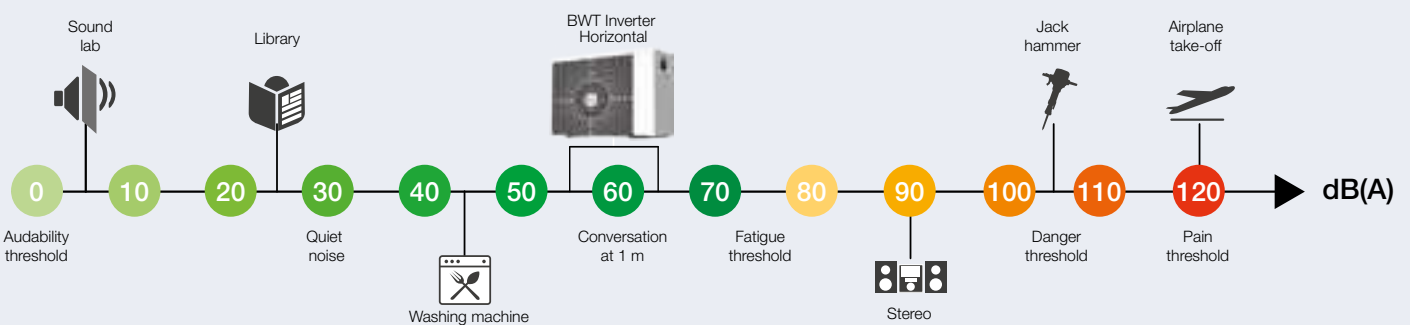 Sound
lab
Library
BWT Inverter
Horizontal
Jack
hammer
Airplane
take-off
0
10
20
30
40
50
60
70
80
90
100
110
120
dB(A)
Audability
threshold
Quiet
noise
Conversation
at 1 m
Fatigue
threshold
Danger
threshold
Pain
threshold
Washing machine
Stereo